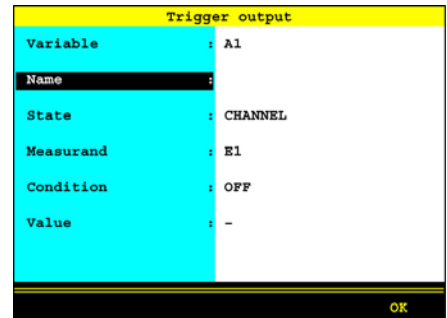 Trigger output
Variable : A1
Name :
State : CHANNEL
Measurand : E1
Condition : OFF
Value : -
OK